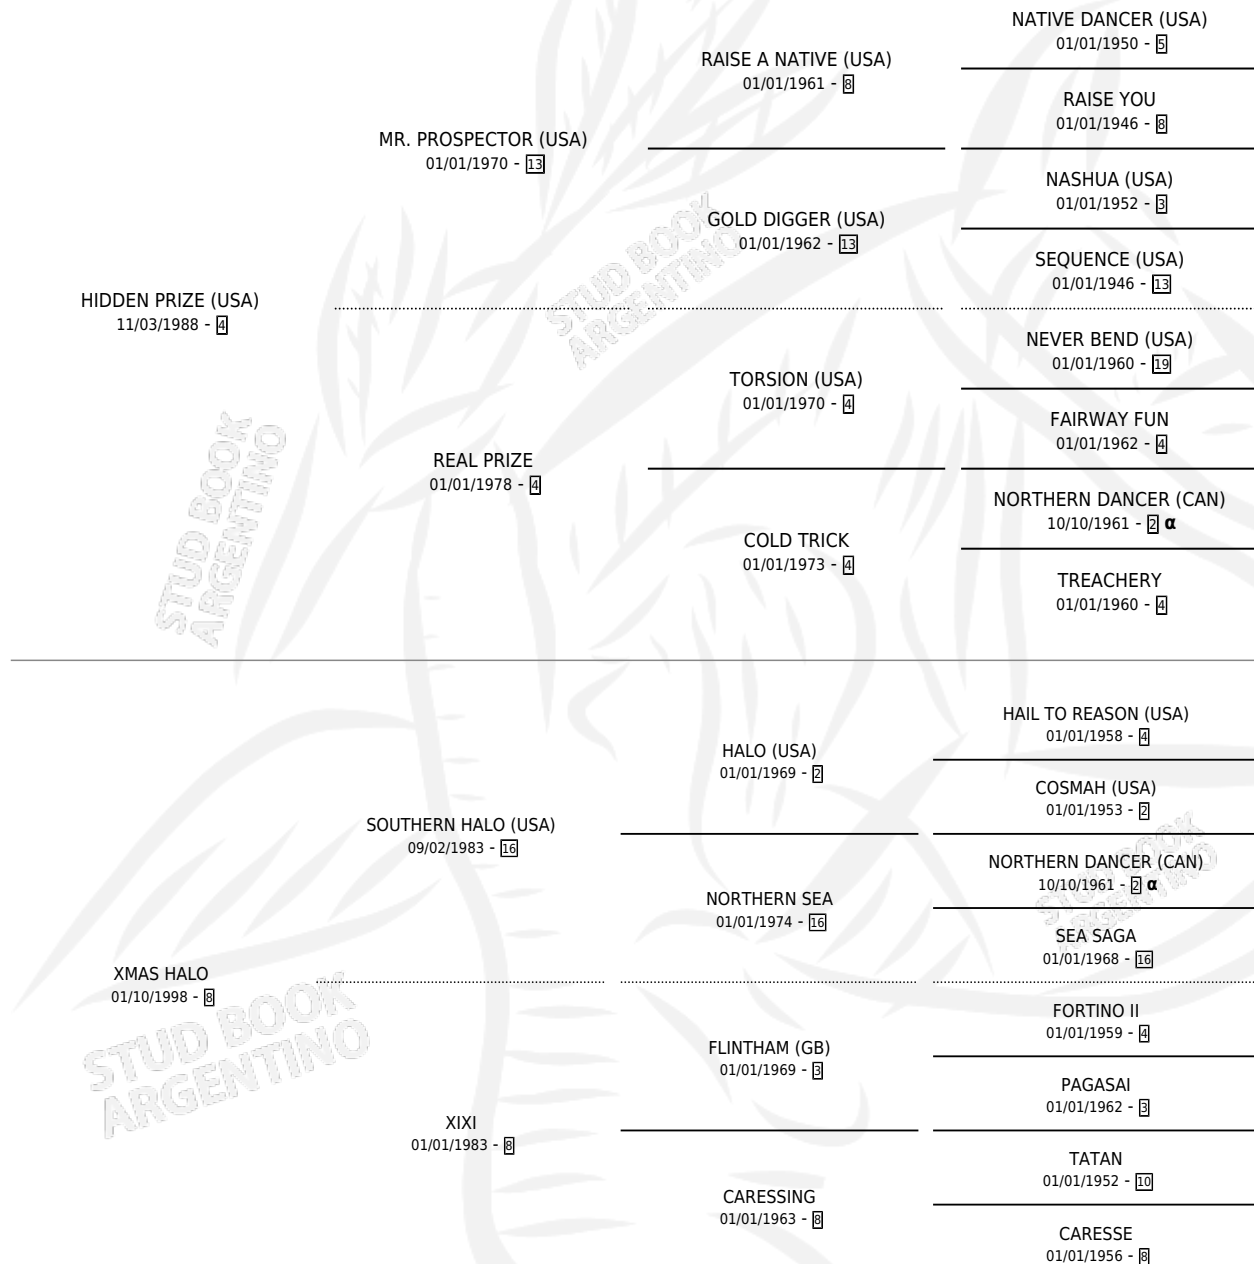 NATIVE DANCER (USA)
01/01/1950 - 5
RAISE A NATIVE (USA)
01/01/1961 - 8
RAISE YOU
01/01/1946 - 8
MR. PROSPECTOR (USA)
01/01/1970 - 13
NASHUA (USA)
01/01/1952 - 3
GOLD DIGGER (USA)
01/01/1962 - 13
SEQUENCE (USA)
01/01/1946 - 13
HIDDEN PRIZE (USA)
11/03/1988 - 4
STUD BOOK
ARGENTINO
NEVER BEND (USA)
01/01/1960 - 19
TORSION (USA)
01/01/1970 - 4
FAIRWAY FUN
01/01/1962 - 4
REAL PRIZE
01/01/1978 - 4
NORTHERN DANCER (CAN)
10/10/1961 - 2 α
COLD TRICK
01/01/1973 - 4
TREACHERY
01/01/1960 - 4
STUD BOOK
ARGENTINO
HAIL TO REASON (USA)
01/01/1958 - 4
HALO (USA)
01/01/1969 - 2
COSMAH (USA)
01/01/1953 - 2
SOUTHERN HALO (USA)
09/02/1983 - 16
NORTHERN DANCER (CAN)
10/10/1961 - 2 α
NORTHERN SEA
01/01/1974 - 16
SEA SAGA
01/01/1968 - 16
STUD BOOK
ARGENTINO
XMAS HALO
01/10/1998 - 8
STUD BOOK
ARGENTINO
FORTINO II
01/01/1959 - 4
FLINTHAM (GB)
01/01/1969 - 3
PAGASAI
01/01/1962 - 3
XIXI
01/01/1983 - 8
TATAN
01/01/1952 - 10
CARESSING
01/01/1963 - 8
CARESSE
01/01/1956 - 8